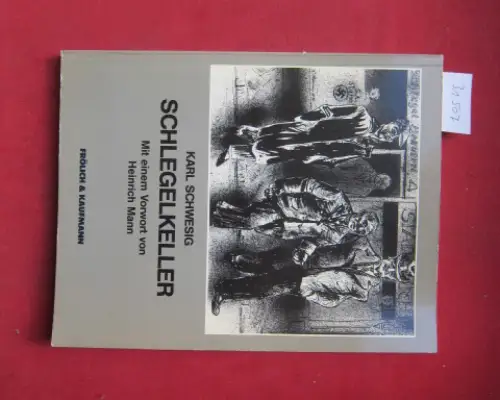 KARL SCHWESIG
SCHLEGELKELLER
Mit einem Vorwort von
Heinrich Mann
FRÖLICH & KAUFMANN